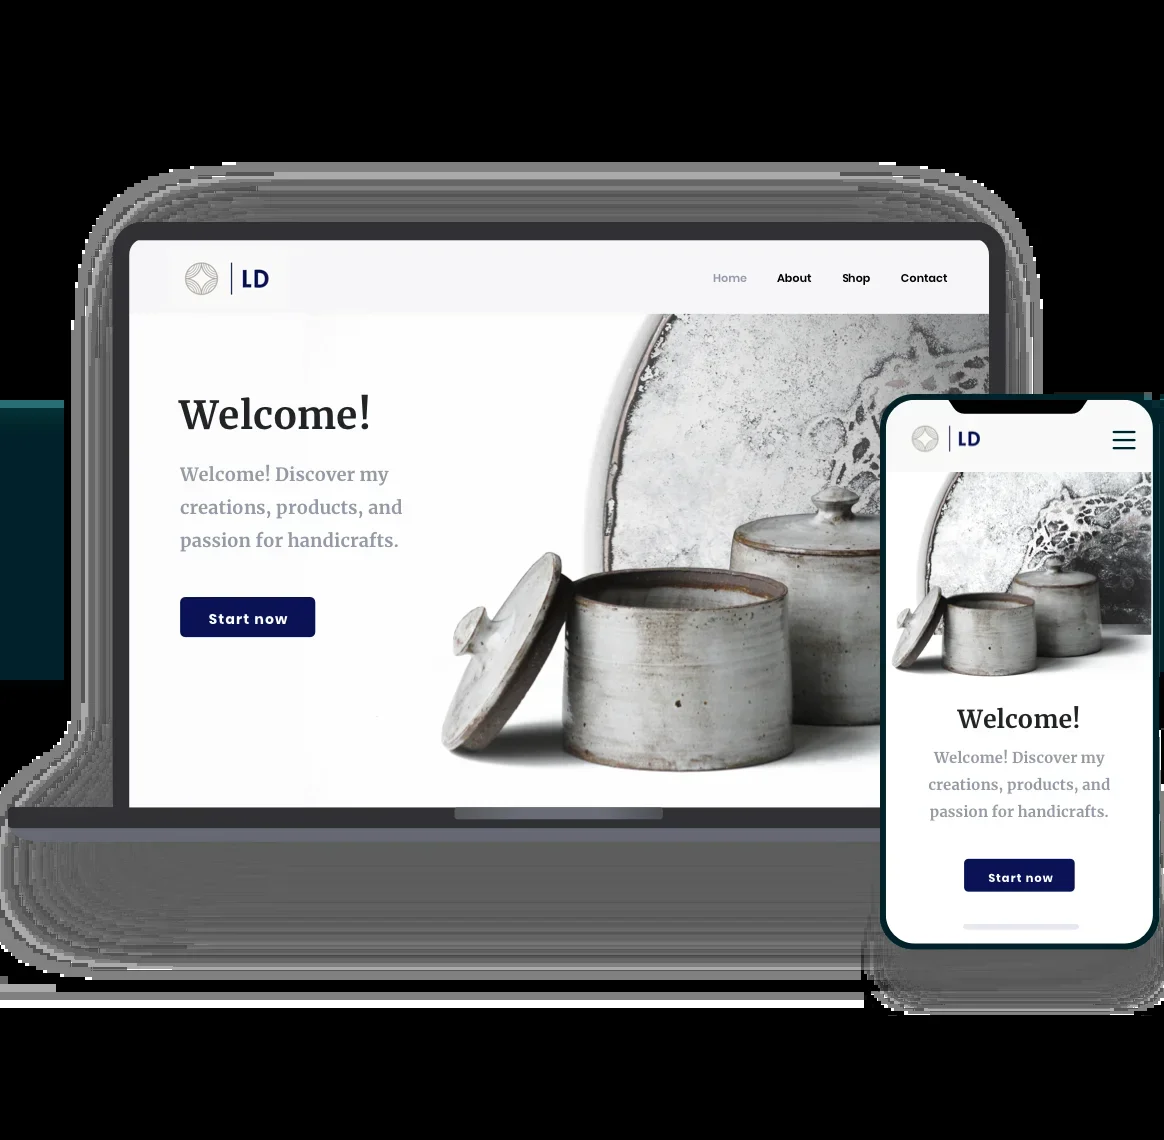 LD
Home About Shop Contact
Welcome!
Welcome! Discover my
creations, products, and
passion for handicrafts.
Start now
LD
Welcome!
Welcome! Discover my
creations, products, and
passion for handicrafts.
Start now